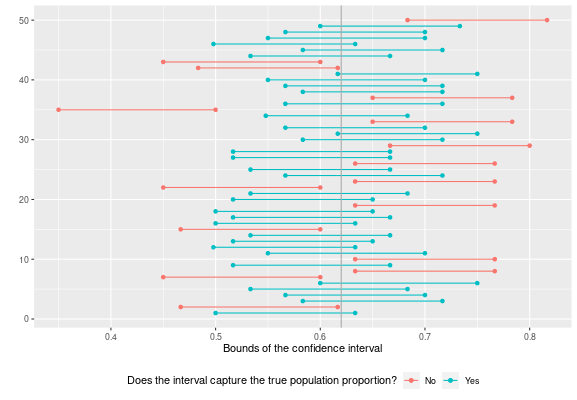 50
40
30
20
10
0
0.4 0.5 0.6 0.7 0.8
Bounds of the confidence interval
Does the interval capture the true population proportion? No Yes